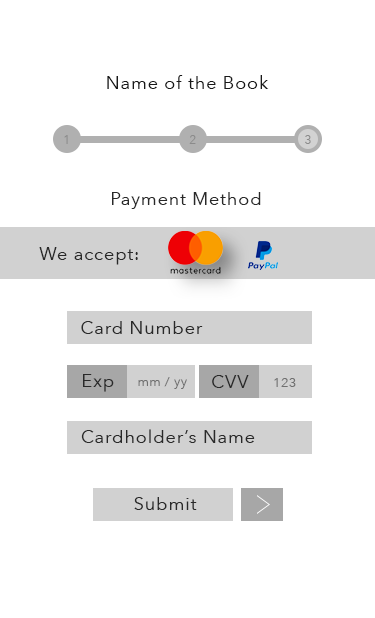 Name of the Book
1 2 3
Payment Method
We accept:
mastercard PayPal
Card Number
Exp mm / yy CVV 123
Cardholder’s Name
Submit